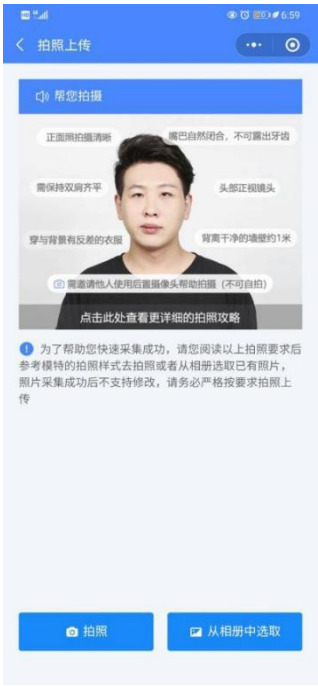 6:59
拍照上传
帮您拍摄
正面照拍摄清晰
嘴巴自然闭合，不可露出牙齿
需保持双肩齐平
头部正视镜头
穿与背景有反差的衣服
背离干净的墙壁约1米
需邀请他人使用后置摄像头帮助拍摄（不可自拍）
点击此处查看更详细的拍照攻略
为了帮助您快速采集成功，请您阅读以上拍照要求后
参考模特的拍照样式去拍照或者从相册选取已有照片，
照片采集成功后不支持修改，请务必严格按要求拍照上
传
拍照
从相册中选取